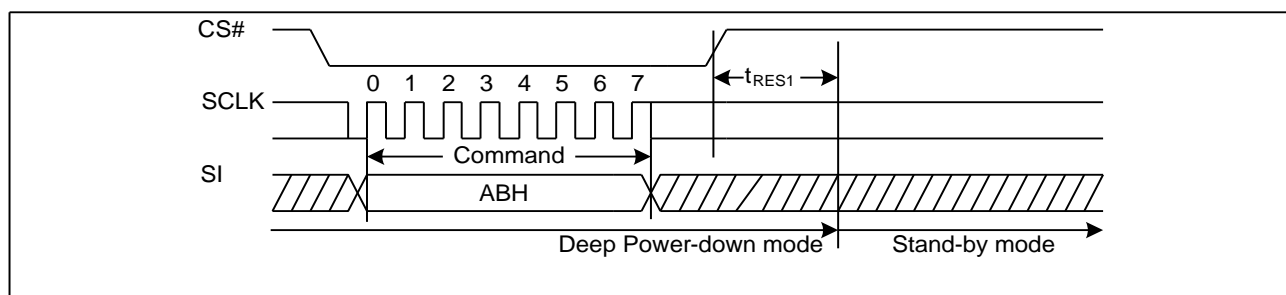 CS#
tRES1
0 1 2 3 4 5 6 7
SCLK
Command
SI
ABH
Deep Power-down mode Stand-by mode